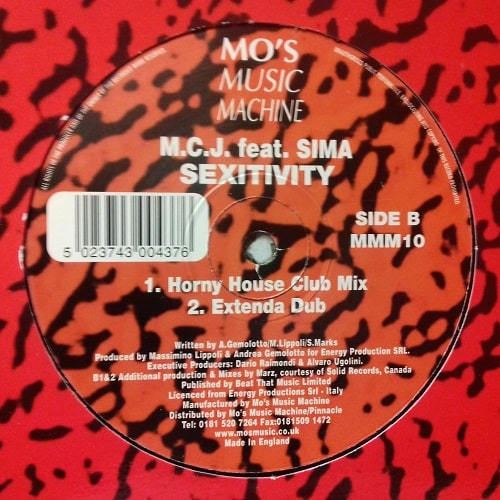 MO'S
MUSIC
MACHINE
M.C.J. feat. SIMA
SEXITIVITY
5 023743 004376
SIDE B
MMM10
1. Horny House Club Mix
2. Extenda Dub
Written by A.Gemolotto/M.Lippoli/S.Marks
Produced by Massimino Lippoli & Andrea Gemolotto for Energy Production SRL.
Executive Producers: Dario Raimondi & Alvaro Ugolini.
B1&2 Additional production & Mixes by Marz, courtesy of Solid Records, Canada
Published by Beat That Music Limited
Licenced from Energy Productions Srl - Italy
Manufactured by Mo's Music Machine
Distributed by Mo's Music Machine/Pinnacle
Tel: 0181 520 7264 Fax:0181509 1472
www.mosmusic.co.uk
Made In England